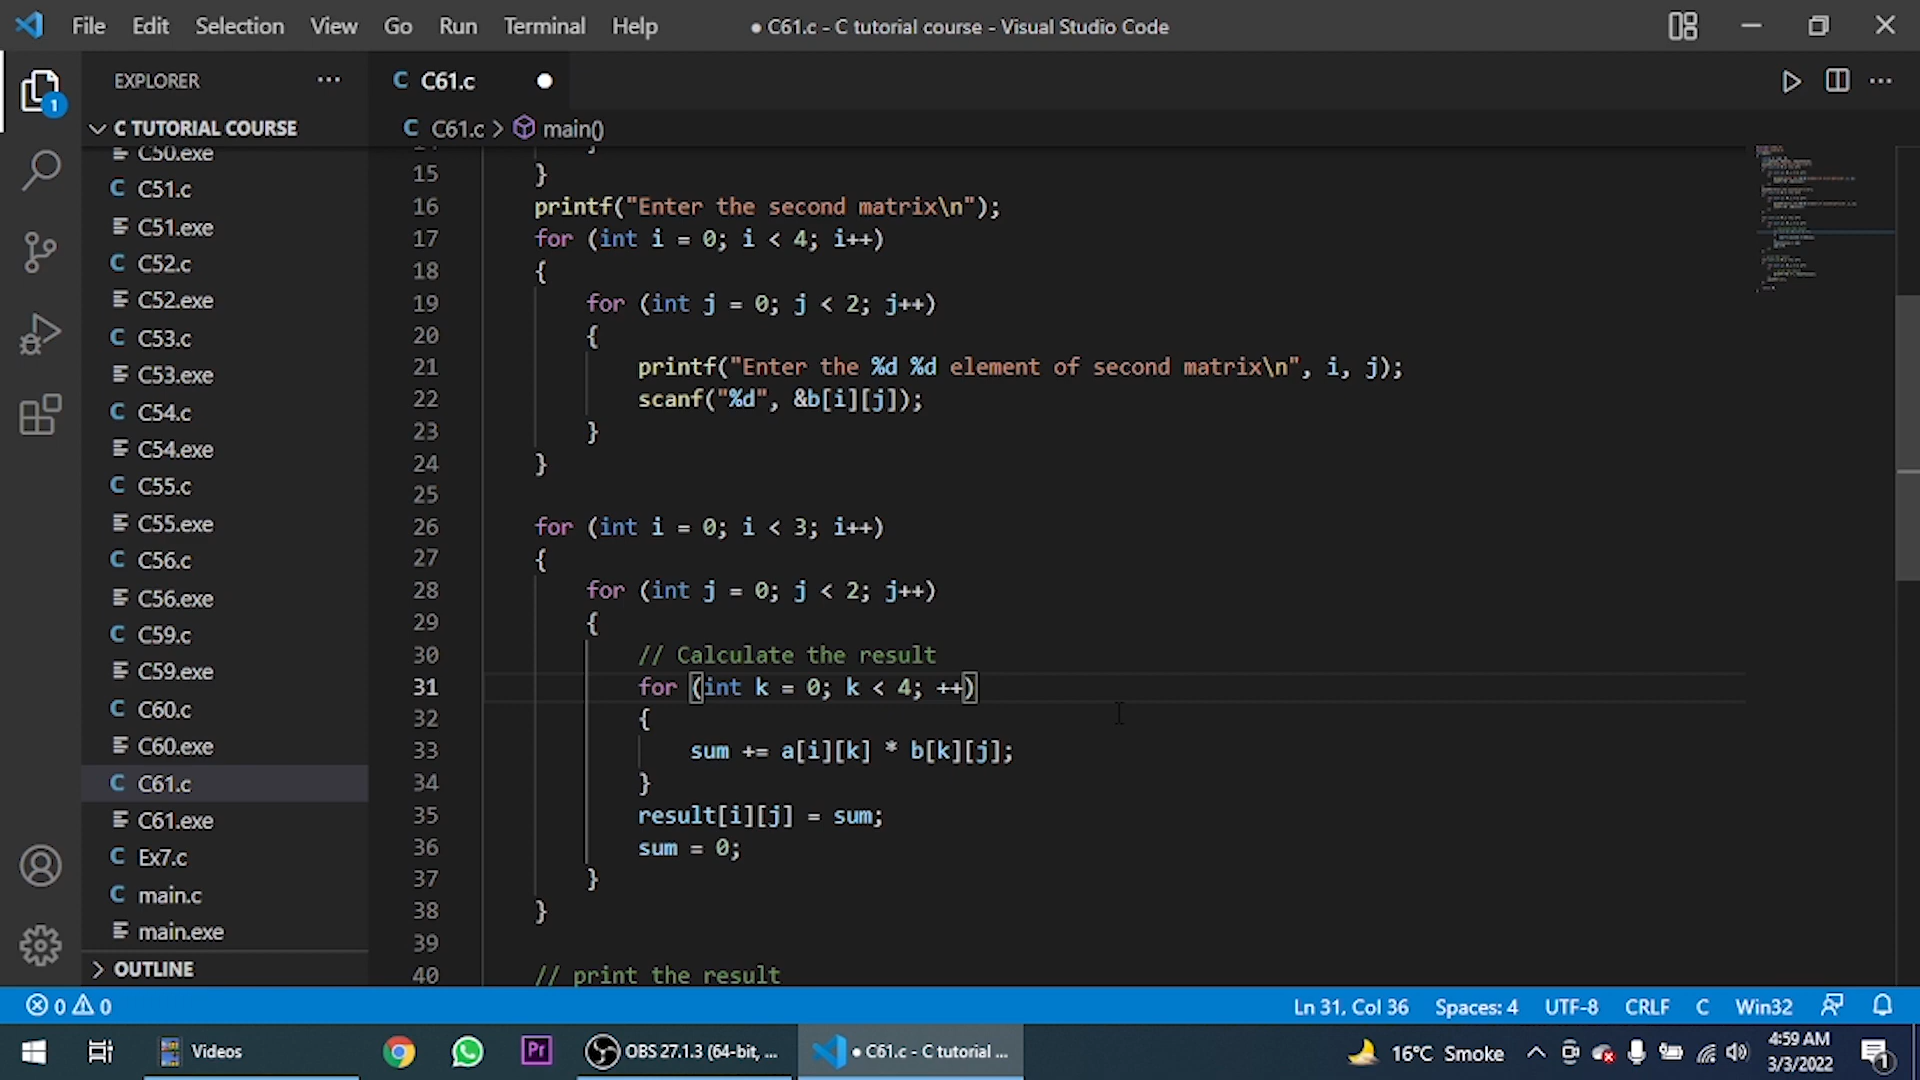 File Edit Selection View Go Run Terminal Help
● C61.c - C tutorial course - Visual Studio Code
EXPLORER
1
C TUTORIAL COURSE
C50.exe
C C51.c
C51.exe
C C52.c
C52.exe
C C53.c
C53.exe
C C54.c
C54.exe
C C55.c
C55.exe
C C56.c
C56.exe
C C59.c
C59.exe
C C60.c
C60.exe
C C61.c
C61.exe
C Ex7.c
C main.c
main.exe
OUTLINE
C C61.c ●
C C61.c > main()
15 }
16 printf("Enter the second matrix\n");
17 for (int i = 0; i < 4; i++)
18 {
19 for (int j = 0; j < 2; j++)
20 {
21 printf("Enter the %d %d element of second matrix\n", i, j);
22 scanf("%d", &b[i][j]);
23 }
24 }
25
26 for (int i = 0; i < 3; i++)
27 {
28 for (int j = 0; j < 2; j++)
29 {
30 // Calculate the result
31 for (int k = 0; k < 4; ++)
32 {
33 sum += a[i][k] * b[k][j];
34 }
35 result[i][j] = sum;
36 sum = 0;
37 }
38 }
39
40 // print the result
0 0
Ln 31, Col 36 Spaces: 4 UTF-8 CRLF C Win32
Videos
Pr
OBS 27.1.3 (64-bit, ...
● C61.c - C tutorial ...
16°C Smoke
4:59 AM
3/3/2022
1